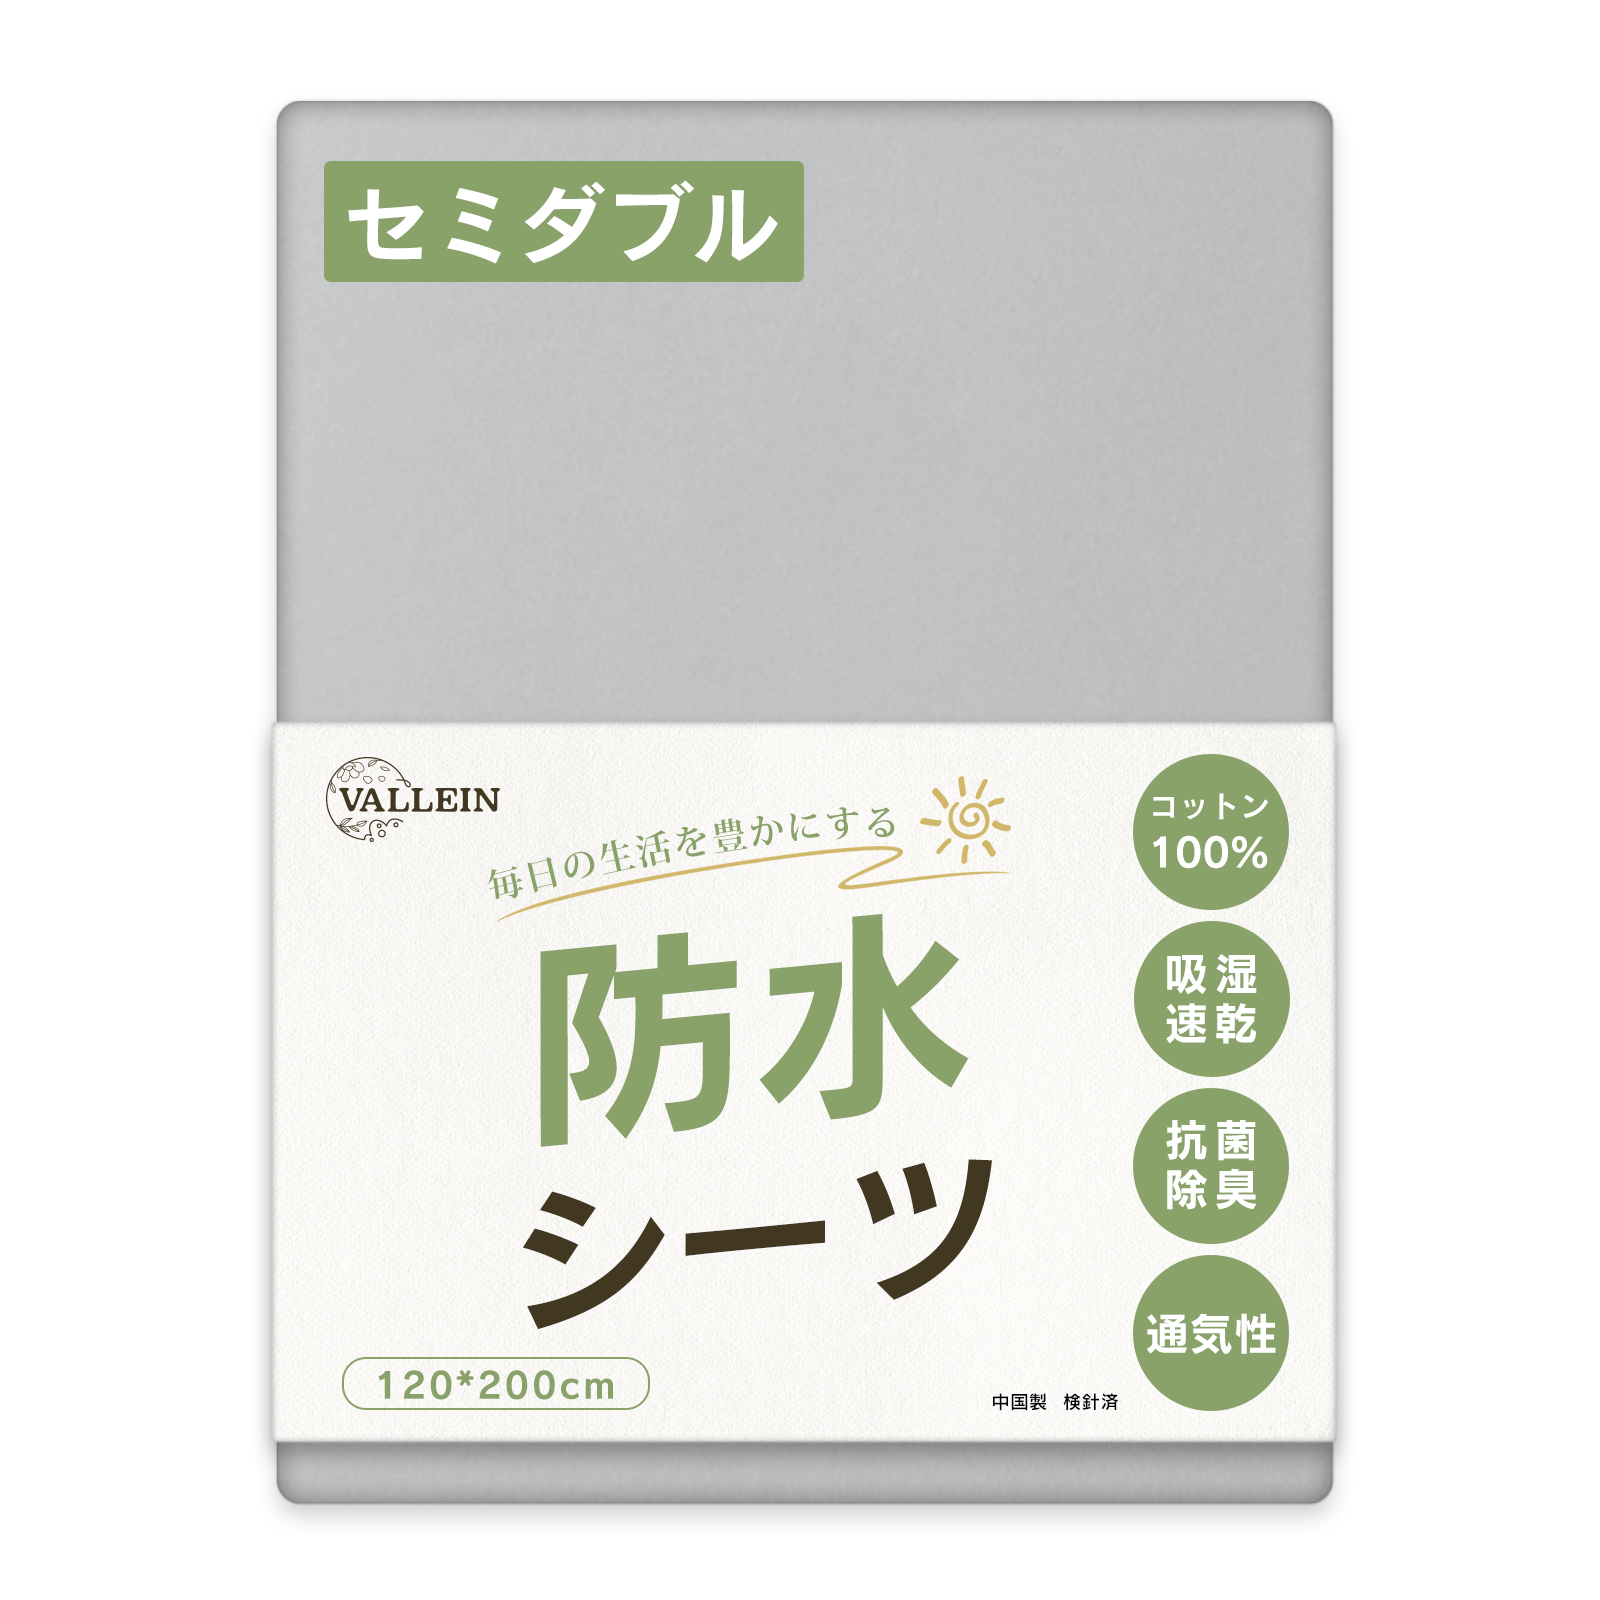 セミダブル
VALLEIN
毎日の生活を豊かにする
防水
シーツ
コットン
100%
吸湿
速乾
抗菌
除臭
通気性
120*200cm
中国製 検針済